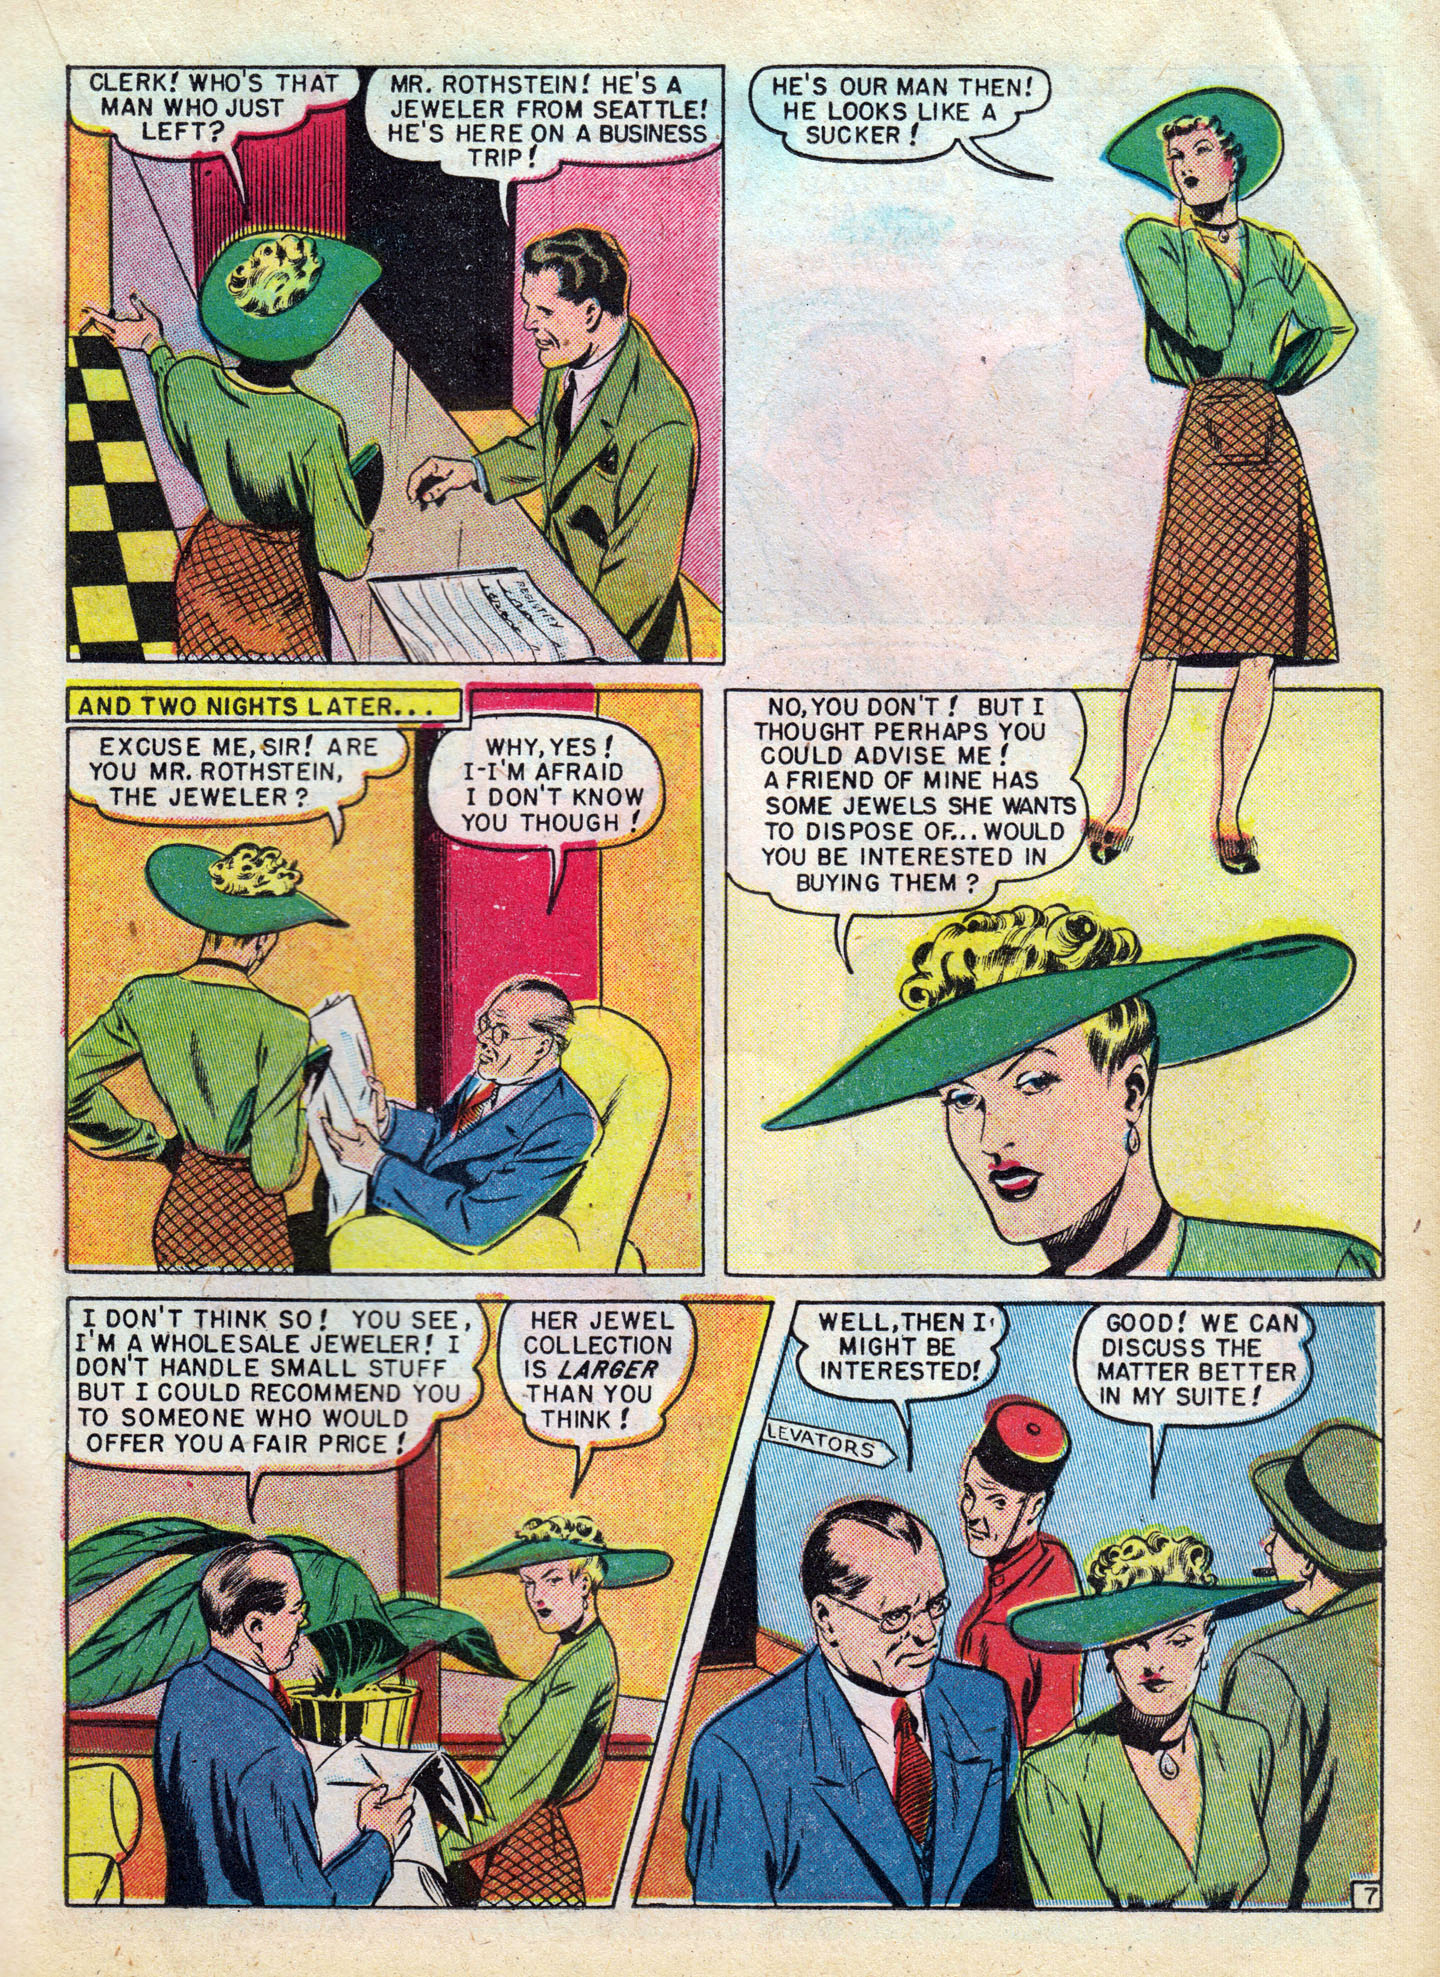 CLERK! WHO'S THAT
MAN WHO JUST
LEFT?
MR. ROTHSTEIN! HE'S A
JEWELER FROM SEATTLE!
HE'S HERE ON A BUSINESS
TRIP!
HE'S OUR MAN THEN!
HE LOOKS LIKE A
SUCKER!
AND TWO NIGHTS LATER...
EXCUSE ME, SIR! ARE
YOU MR. ROTHSTEIN,
THE JEWELER?
WHY, YES!
I-I'M AFRAID
I DON'T KNOW
YOU THOUGH!
NO, YOU DON'T! BUT I
THOUGHT PERHAPS YOU
COULD ADVISE ME!
A FRIEND OF MINE HAS
SOME JEWELS SHE WANTS
TO DISPOSE OF... WOULD
YOU BE INTERESTED IN
BUYING THEM?
I DON'T THINK SO! YOU SEE,
I'M A WHOLESALE JEWELER! I
DON'T HANDLE SMALL STUFF
BUT I COULD RECOMMEND YOU
TO SOMEONE WHO WOULD
OFFER YOU A FAIR PRICE!
HER JEWEL
COLLECTION
IS LARGER
THAN YOU
THINK!
WELL, THEN I
MIGHT BE
INTERESTED!
GOOD! WE CAN
DISCUSS THE
MATTER BETTER
IN MY SUITE!
LEVATORS
7